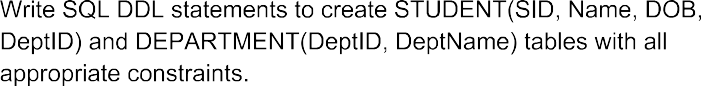 Write SQL DDL statements to create STUDENT(SID, Name, DOB,
DeptID) and DEPARTMENT(DeptID, DeptName) tables with all
appropriate constraints.